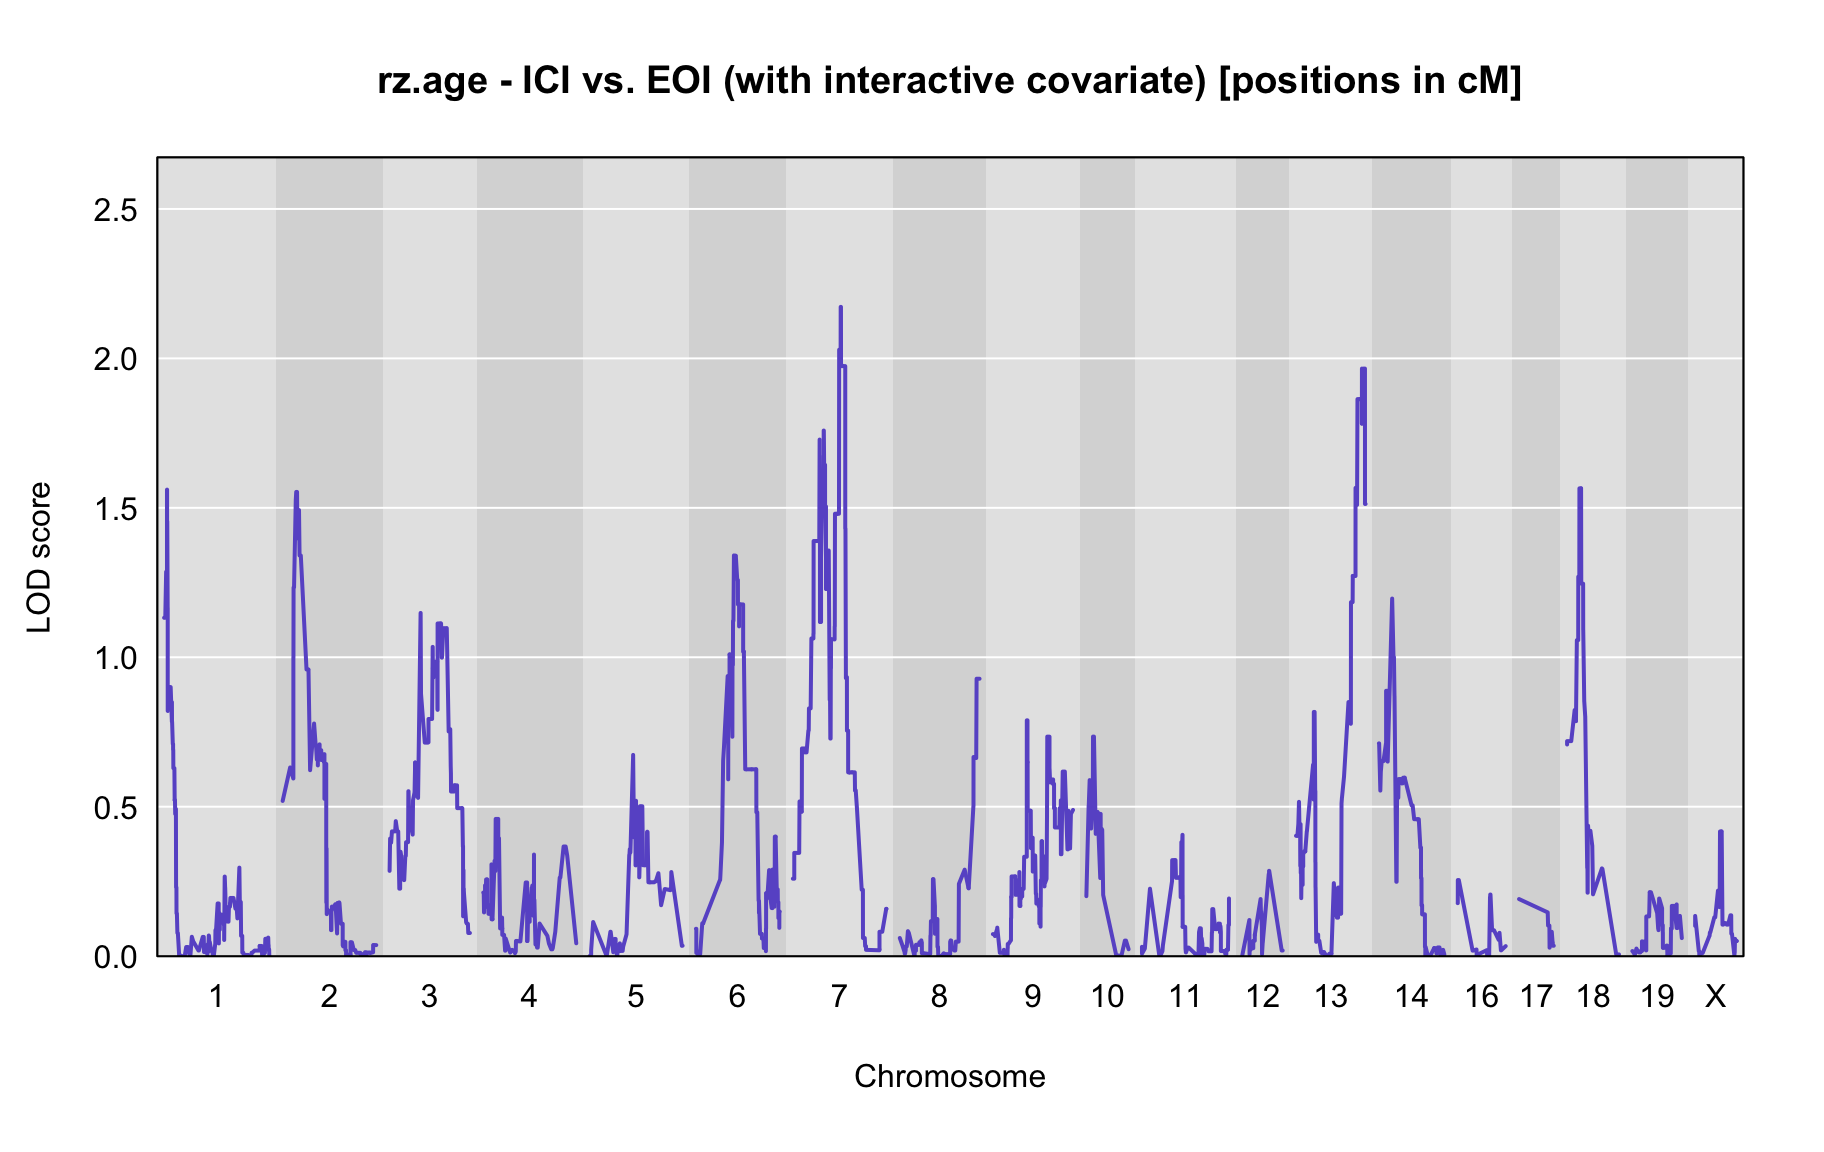 rz.age - ICI vs. EOI (with interactive covariate) [positions in cM]
LOD score
2.5
2.0
1.5
1.0
0.5
0.0
1 2 3 4 5 6 7 8 9 10 11 12 13 14 16 17 18 19 X
Chromosome